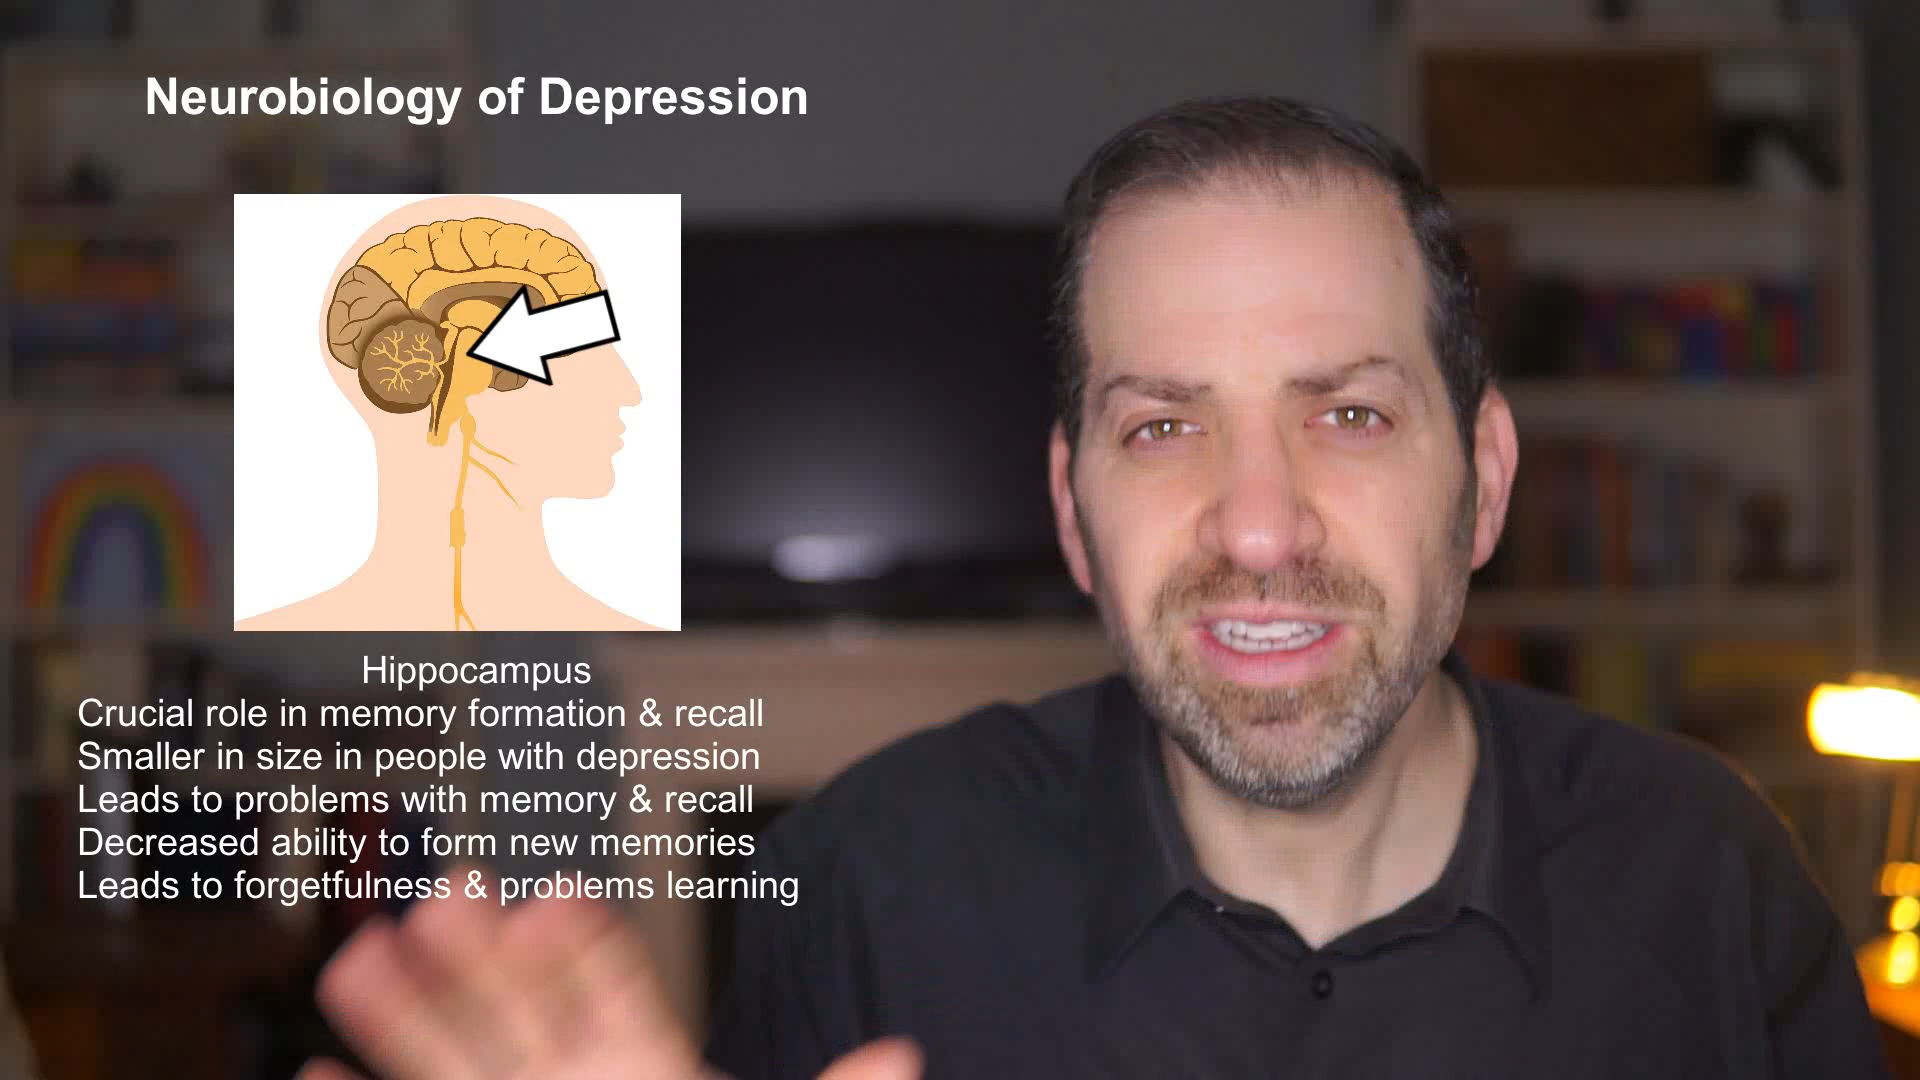 Neurobiology of Depression
Hippocampus
Crucial role in memory formation & recall
Smaller in size in people with depression
Leads to problems with memory & recall
Decreased ability to form new memories
Leads to forgetfulness & problems learning